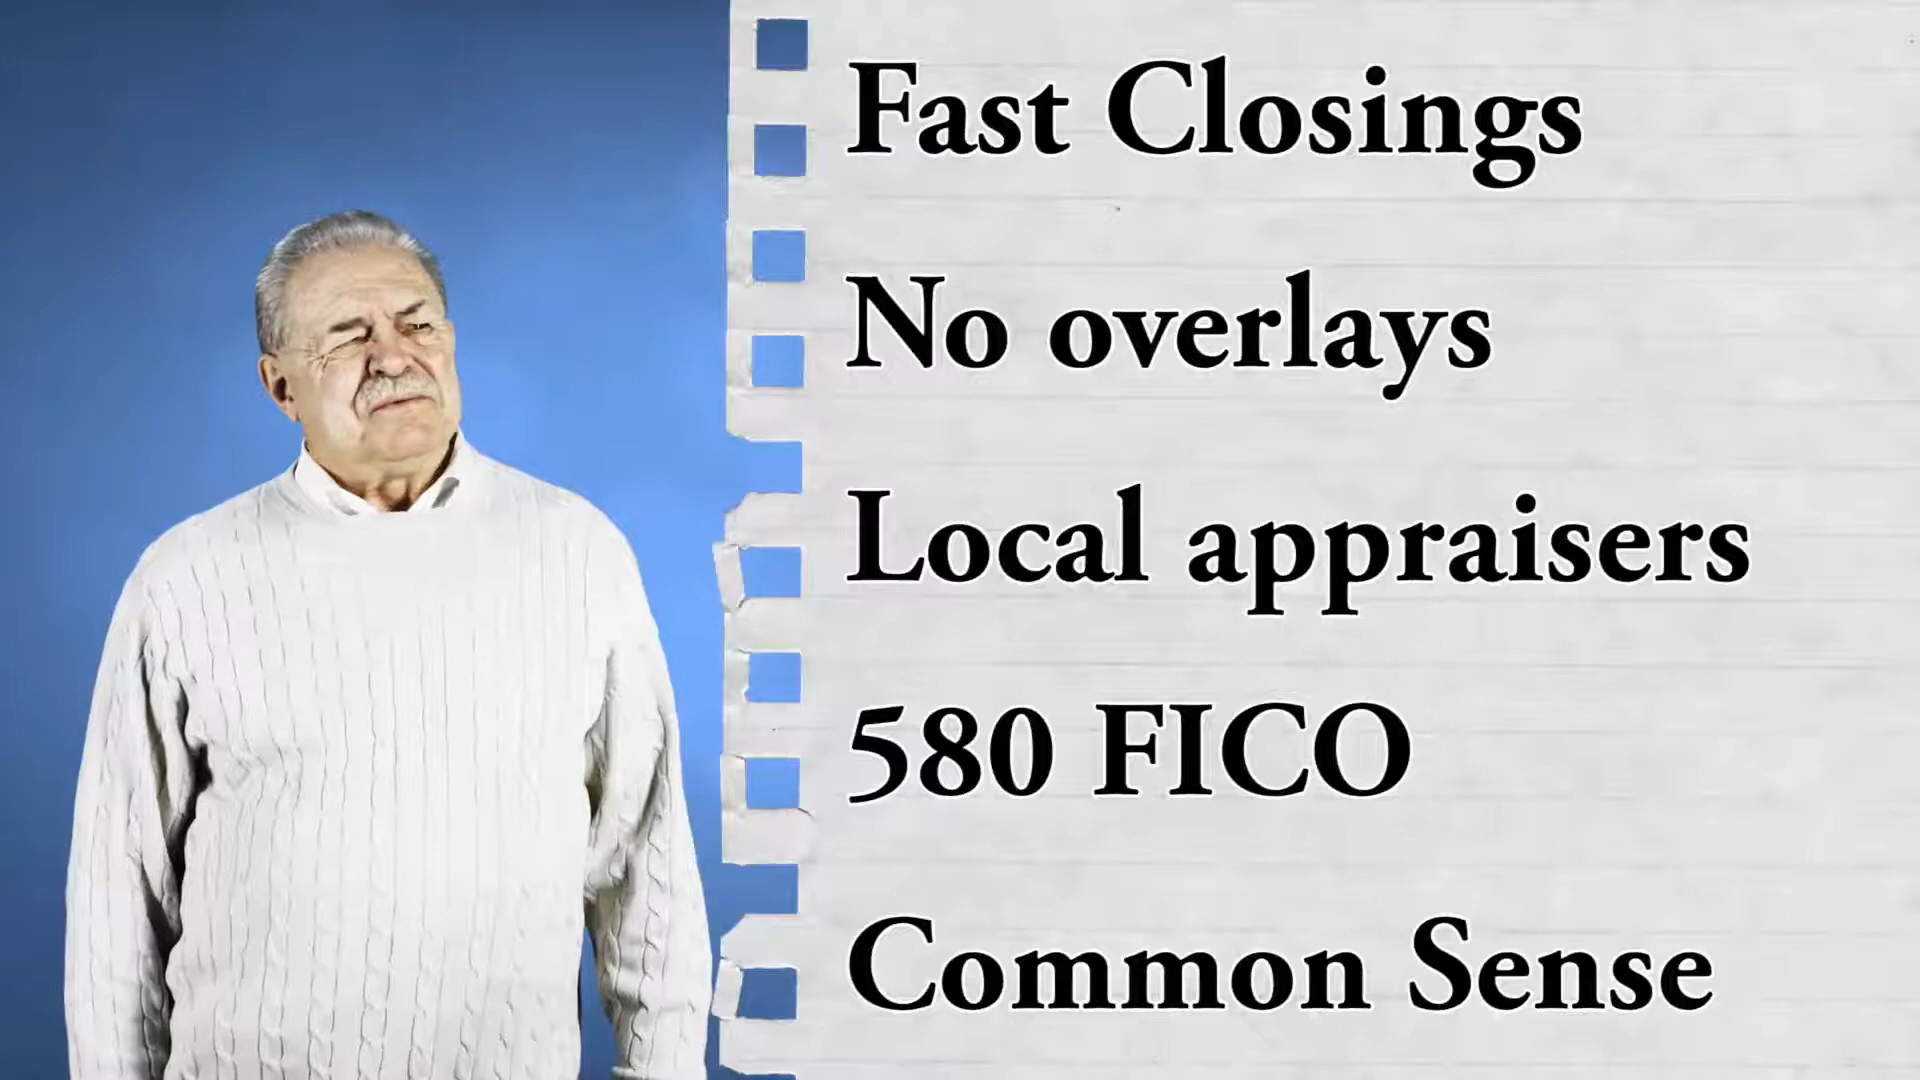 Fast Closings
No overlays
Local appraisers
580 FICO
Common Sense